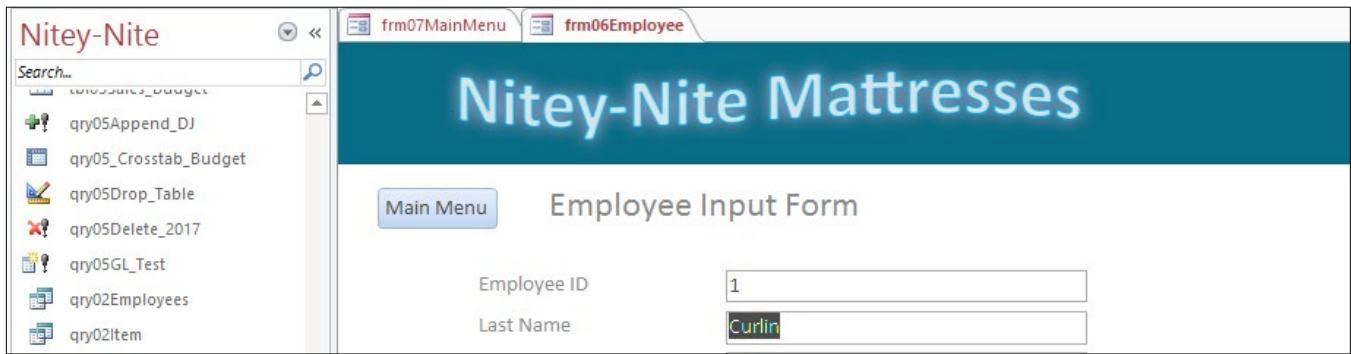 Nitey-Nite
Search...
qry05Append_DJ
qry05_Crosstab_Budget
qry05Drop_Table
qry05Delete_2017
qry05GL_Test
qry02Employees
qry02Item
frm07MainMenu
frm06Employee
Nitey-Nite Mattresses
Main Menu
Employee Input Form
Employee ID
1
Last Name
Curlin